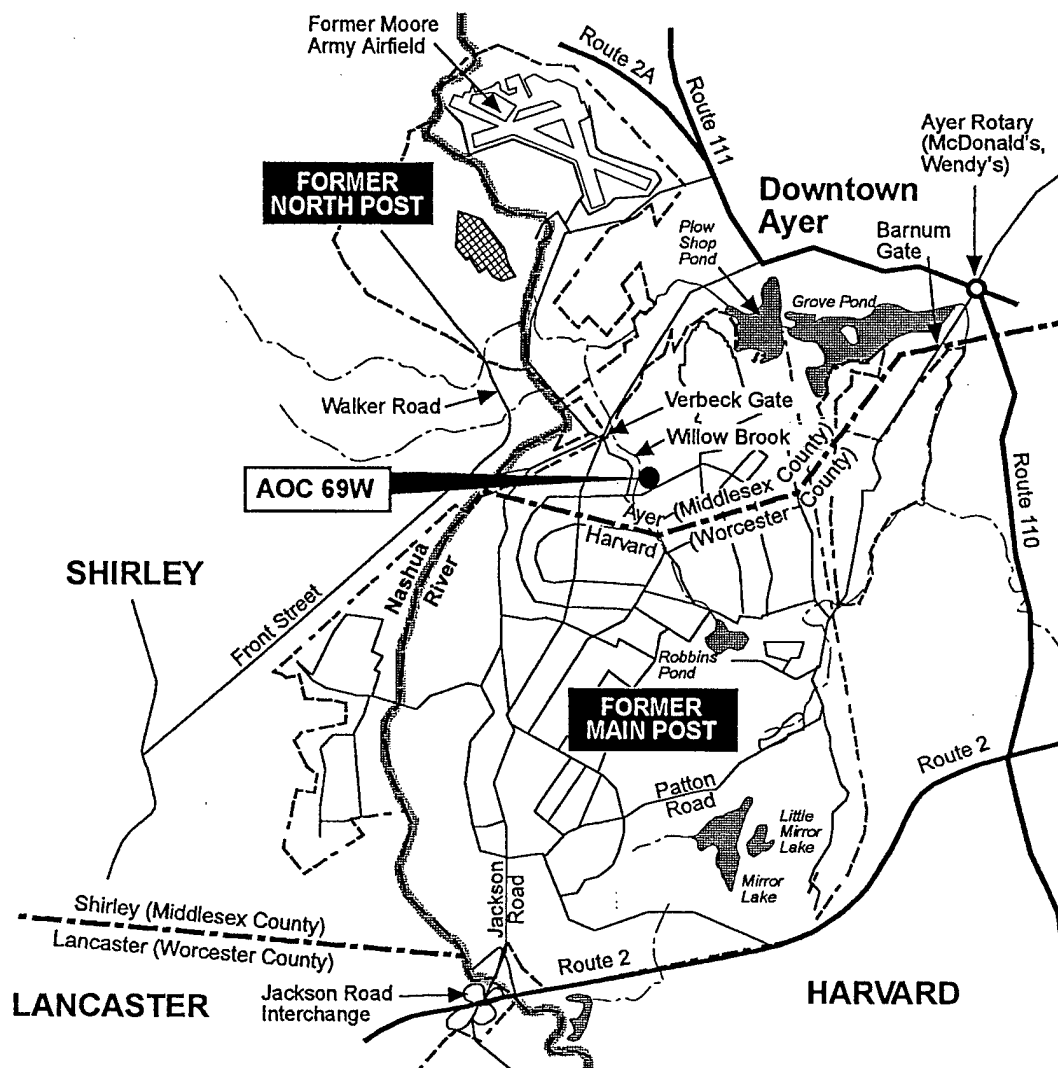 Former Moore
Army Airfield
Route 2A
Route 111
Ayer Rotary
(McDonald's,
Wendy's)
FORMER
NORTH POST
Downtown
Ayer
Plow
Shop
Pond
Barnum
Gate
Grove Pond
Walker Road
Verbeck Gate
Willow Brook
AOC 69W
Ayer (Middlesex County)
Harvard (Worcester County)
Route 110
SHIRLEY
Nashua
River
Front Street
Robbins
Pond
FORMER
MAIN POST
Route 2
Patton
Road
Little
Mirror
Lake
Mirror
Lake
Jackson
Road
Shirley (Middlesex County)
Lancaster (Worcester County)
Route 2
LANCASTER
Jackson Road
Interchange
HARVARD